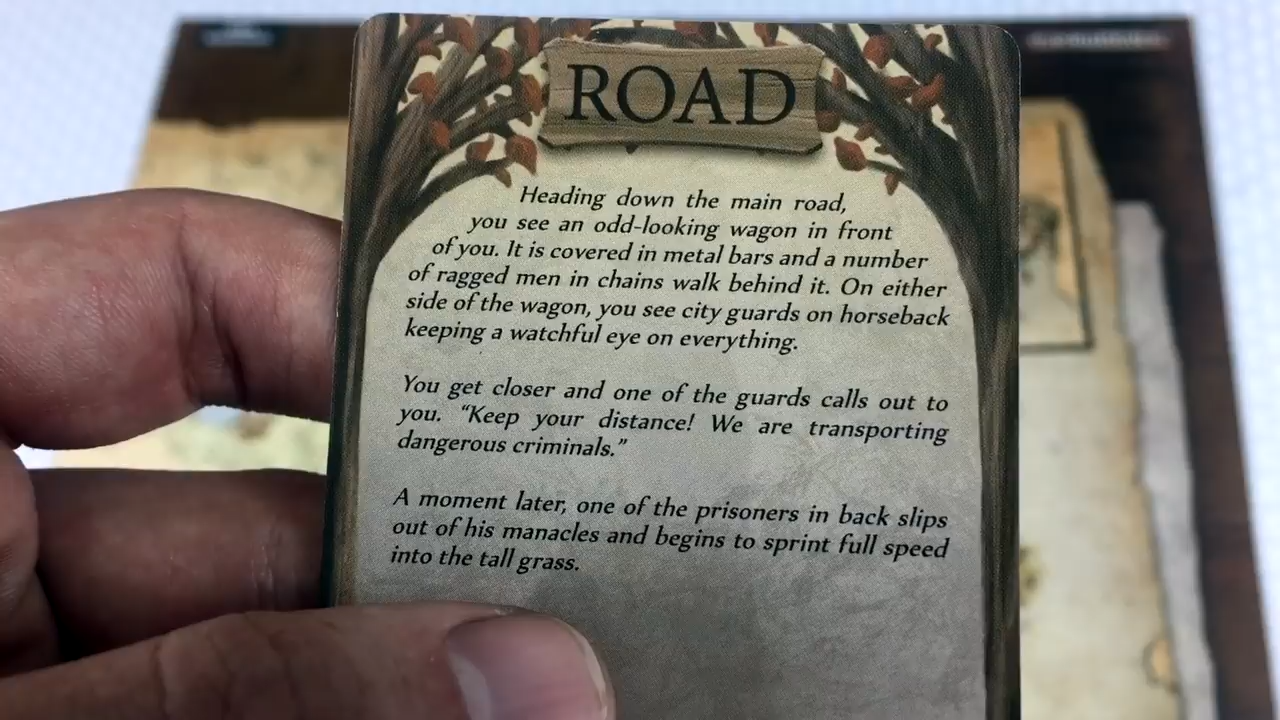 ROAD
Heading down the main road,
you see an odd-looking wagon in front
of you. It is covered in metal bars and a number
of ragged men in chains walk behind it. On either
side of the wagon, you see city guards on horseback
keeping a watchful eye on everything.
You get closer and one of the guards calls out to
you. “Keep your distance! We are transporting
dangerous criminals.”
A moment later, one of the prisoners in back slips
out of his manacles and begins to sprint full speed
into the tall grass.